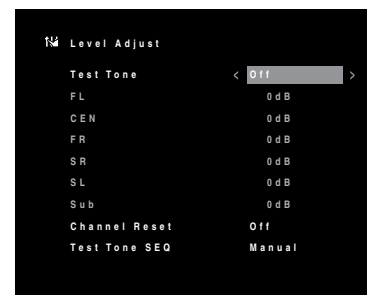 Level Adjust
Test Tone < Off >
FL 0dB
CEN 0dB
FR 0dB
SR 0dB
SL 0dB
Sub 0dB
Channel Reset Off
Test Tone SEQ Manual